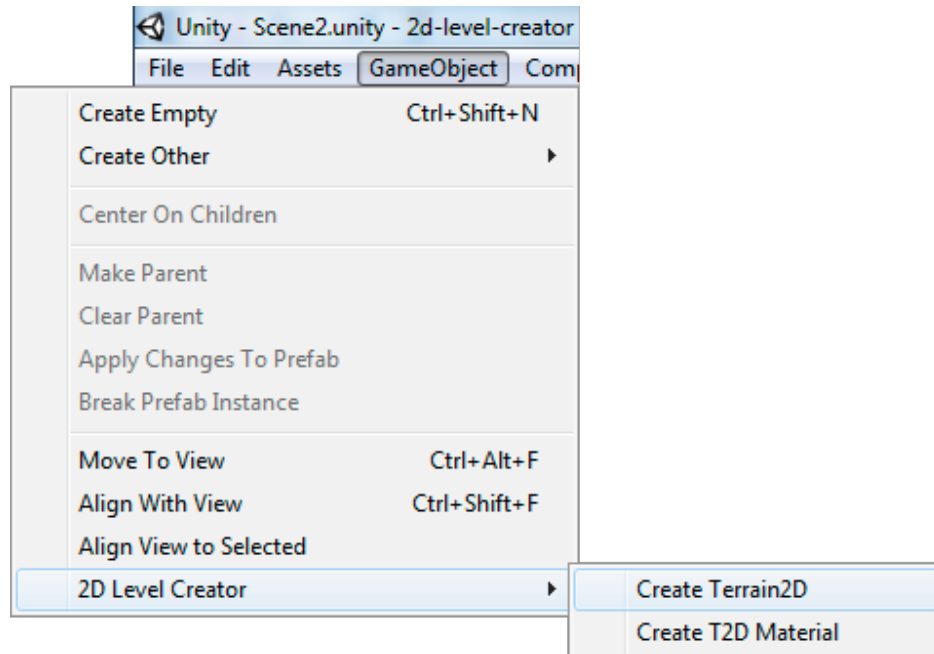 Unity - Scene2.unity - 2d-level-creator
File Edit Assets GameObject Com
Create Empty Ctrl+Shift+N
Create Other
Center On Children
Make Parent
Clear Parent
Apply Changes To Prefab
Break Prefab Instance
Move To View Ctrl+Alt+F
Align With View Ctrl+Shift+F
Align View to Selected
2D Level Creator
Create Terrain2D
Create T2D Material